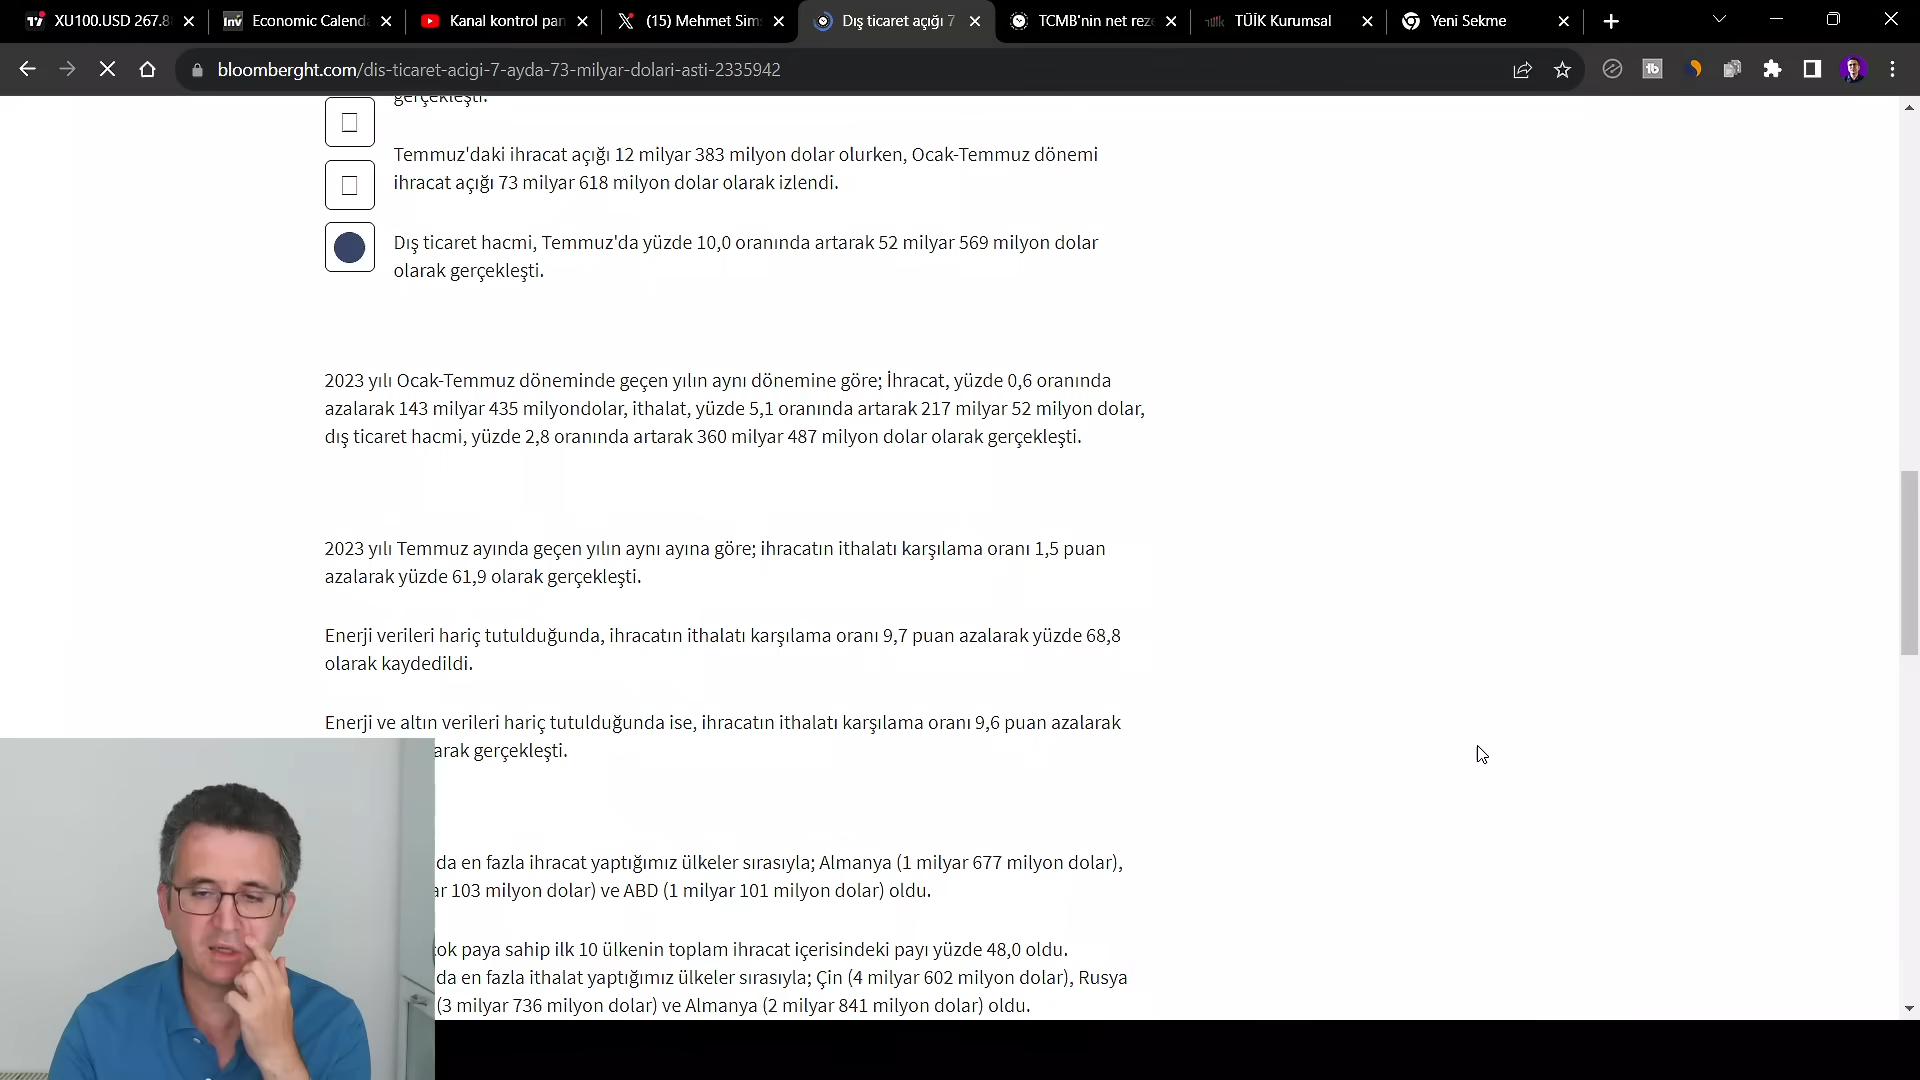 XU100.USD 267.8
Economic Calend
Kanal kontrol pan
(15) Mehmet Sim
Dış ticaret açığı 7
TCMB'nin net reze
TÜİK Kurumsal
Yeni Sekme
bloomberght.com/dis-ticaret-acigi-7-ayda-73-milyar-dolari-asti-2335942
gerçekleşti.
Temmuz'daki ihracat açığı 12 milyar 383 milyon dolar olurken, Ocak-Temmuz dönemi
ihracat açığı 73 milyar 618 milyon dolar olarak izlendi.
Dış ticaret hacmi, Temmuz'da yüzde 10,0 oranında artarak 52 milyar 569 milyon dolar
olarak gerçekleşti.
2023 yılı Ocak-Temmuz döneminde geçen yılın aynı dönemine göre; İhracat, yüzde 0,6 oranında
azalarak 143 milyar 435 milyondolar, ithalat, yüzde 5,1 oranında artarak 217 milyar 52 milyon dolar,
dış ticaret hacmi, yüzde 2,8 oranında artarak 360 milyar 487 milyon dolar olarak gerçekleşti.
2023 yılı Temmuz ayında geçen yılın aynı ayına göre; ihracatın ithalatı karşılama oranı 1,5 puan
azalarak yüzde 61,9 olarak gerçekleşti.
Enerji verileri hariç tutulduğunda, ihracatın ithalatı karşılama oranı 9,7 puan azalarak yüzde 68,8
olarak kaydedildi.
Enerji ve altın verileri hariç tutulduğunda ise, ihracatın ithalatı karşılama oranı 9,6 puan azalarak
arak gerçekleşti.
da en fazla ihracat yaptığımız ülkeler sırasıyla; Almanya (1 milyar 677 milyon dolar),
ar 103 milyon dolar) ve ABD (1 milyar 101 milyon dolar) oldu.
ok paya sahip ilk 10 ülkenin toplam ihracat içerisindeki payı yüzde 48,0 oldu.
da en fazla ithalat yaptığımız ülkeler sırasıyla; Çin (4 milyar 602 milyon dolar), Rusya
(3 milyar 736 milyon dolar) ve Almanya (2 milyar 841 milyon dolar) oldu.